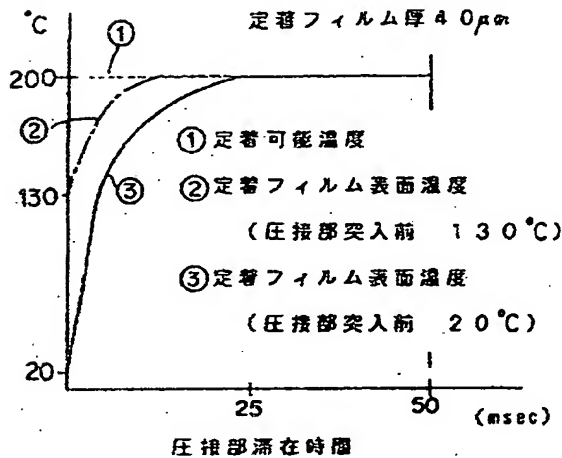 ℃
定着フィルム厚40μm
①
200
②
①定着可能温度
③
130
②定着フィルム表面温度
(圧接部突入前 130℃)
③定着フィルム表面温度
(圧接部突入前 20℃)
20
25
50
(msec)
圧接部滞在時間